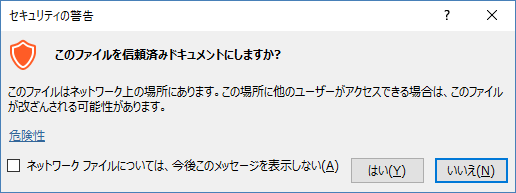 セキュリティの警告
このファイルを信頼済みドキュメントにしますか?
このファイルはネットワーク上の場所にあります。この場所に他のユーザーがアクセスできる場合は、このファイル
が改ざんされる可能性があります。
危険性
ネットワーク ファイルについては、今後このメッセージを表示しない(A)
はい(Y)
いいえ(N)